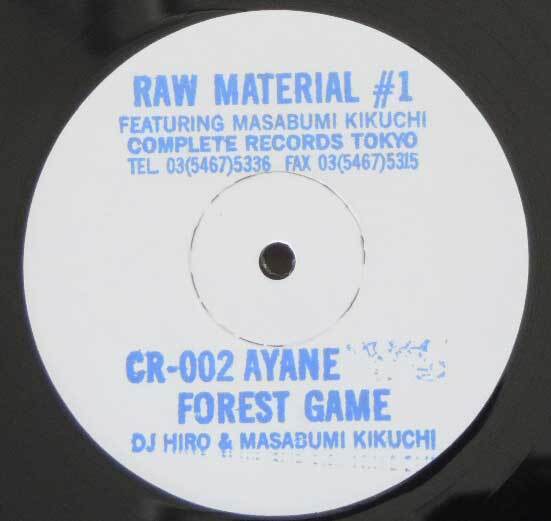 RAW MATERIAL #1
FEATURING MASABUMI KIKUCHI
COMPLETE RECORDS TOKYO
TEL. 03(5467)5336 FAX 03(5467)5315
CR-002 AYANE
FOREST GAME
DJ HIRO & MASABUMI KIKUCHI